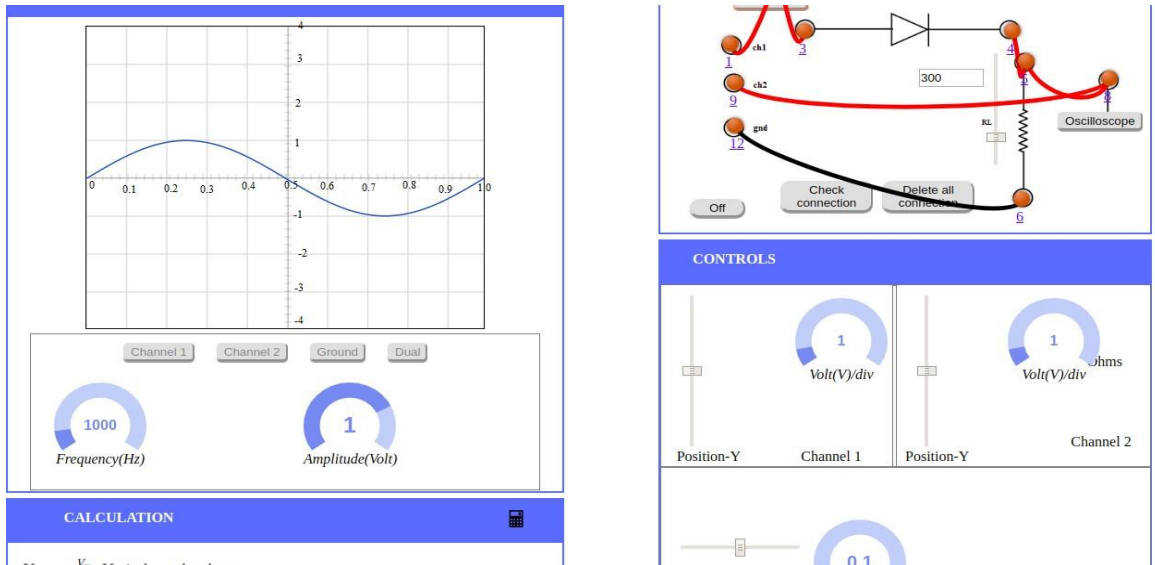 4
3
2
1
0 0.1 0.2 0.3 0.4 0.5 0.6 0.7 0.8 0.9 1.0
-1
-2
-3
-4
Channel 1 Channel 2 Ground Dual
1000
Frequency(Hz)
1
Amplitude(Volt)
CALCULATION
ch1
1
3
4
5
300
ch2
9
8
RL
Oscilloscope
gnd
12
Check connection
Delete all connection
Off
6
CONTROLS
1
Volt(V)/div
Position-Y
Channel 1
1
Volt(V)/div
Ohms
Position-Y
Channel 2
0.1